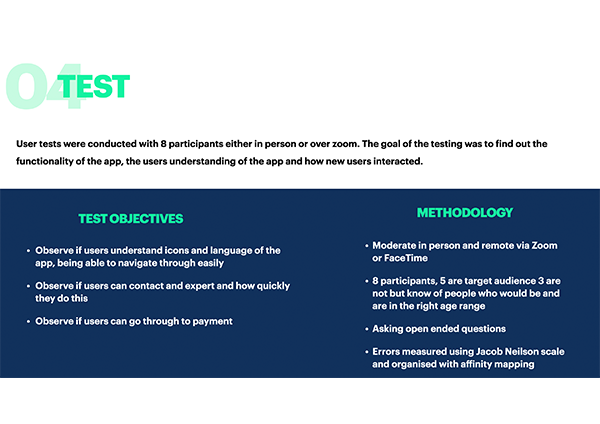 04
TEST
User tests were conducted with 8 participants either in person or over zoom. The goal of the testing was to find out the
functionality of the app, the users understanding of the app and how new users interacted.
TEST OBJECTIVES
• Observe if users understand icons and language of the
app, being able to navigate through easily
• Observe if users can contact and expert and how quickly
they do this
• Observe if users can go through to payment
METHODOLOGY
• Moderate in person and remote via Zoom
or FaceTime
• 8 participants, 5 are target audience 3 are
not but know of people who would be and
are in the right age range
• Asking open ended questions
• Errors measured using Jacob Neilson scale
and organised with affinity mapping